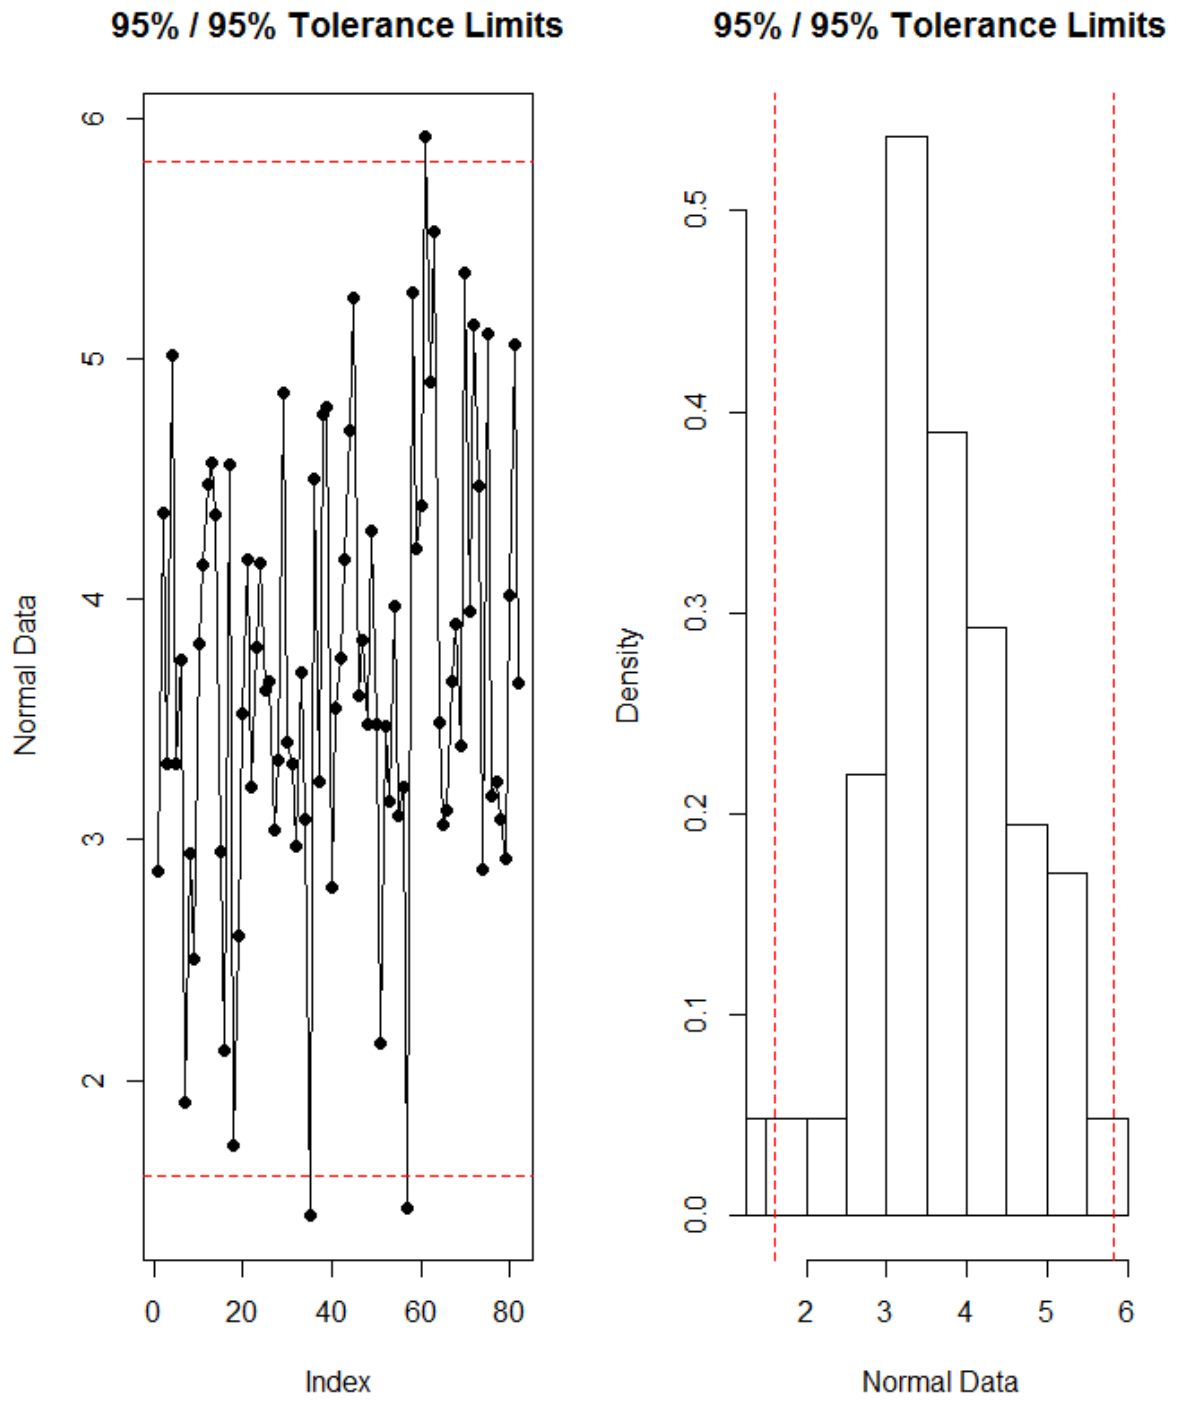 95% / 95% Tolerance Limits
Normal Data
6
5
4
3
2
0 20 40 60 80
Index
95% / 95% Tolerance Limits
Density
0.5
0.4
0.3
0.2
0.1
0.0
2 3 4 5 6
Normal Data